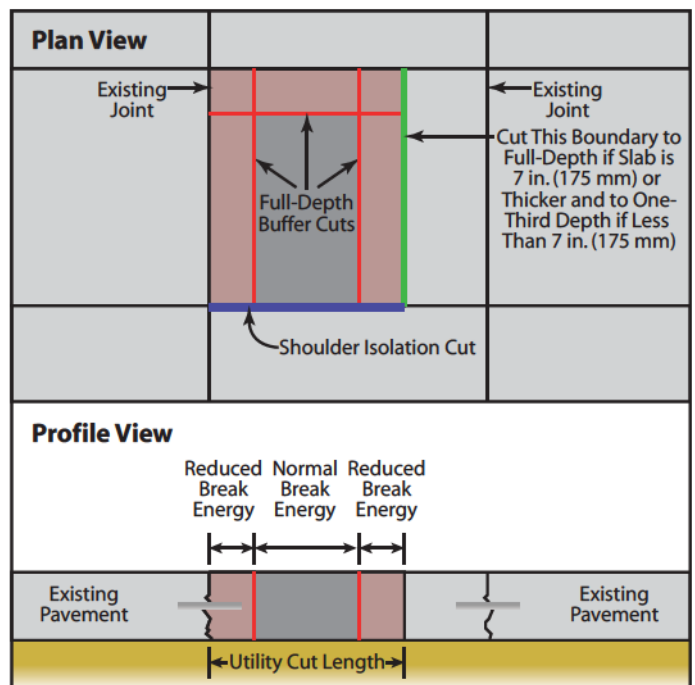 Plan View
Existing
Joint
Existing
Joint
Cut This Boundary to
Full-Depth if Slab is
7 in. (175 mm) or
Thicker and to One-
Third Depth if Less
Than 7 in. (175 mm)
Full-Depth
Buffer Cuts
Shoulder Isolation Cut
Profile View
Reduced
Break
Energy
Normal
Break
Energy
Reduced
Break
Energy
Existing
Pavement
Existing
Pavement
Utility Cut Length